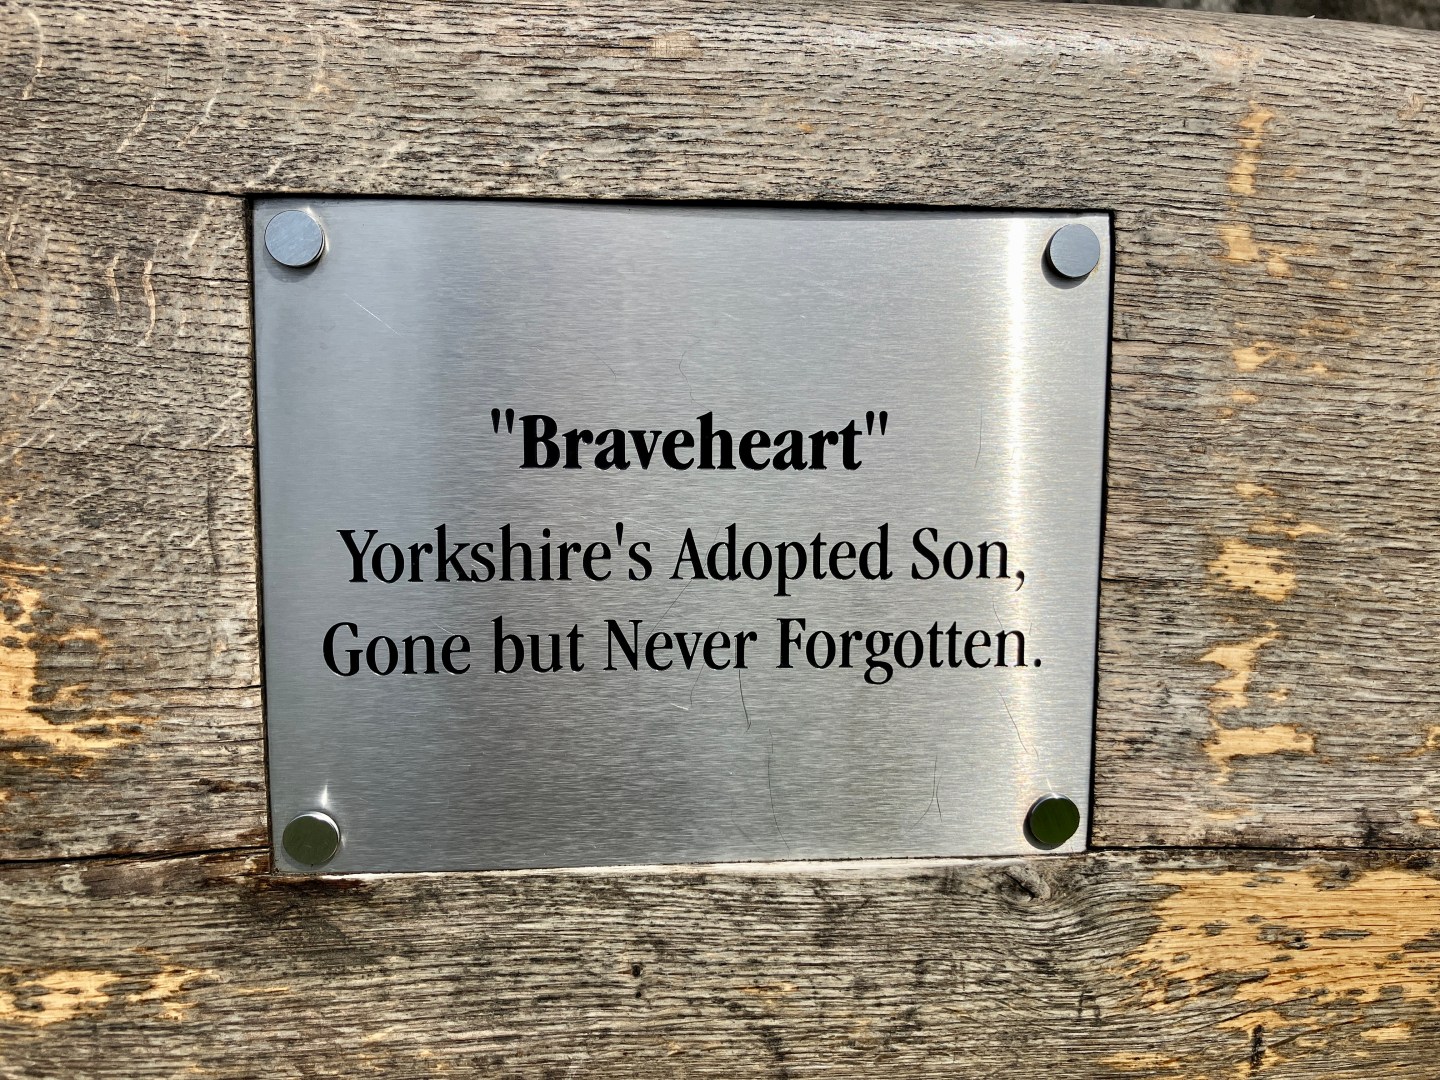 "Braveheart"
Yorkshire's Adopted Son,
Gone but Never Forgotten.